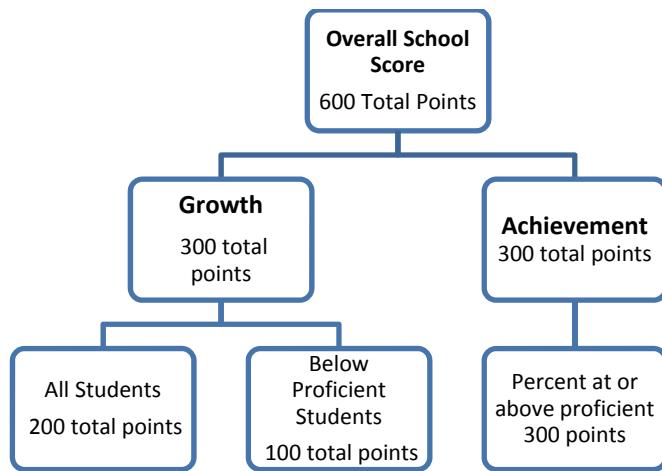 Overall School
Score
600 Total Points
Growth
300 total
points
Achievement
300 total points
All Students
200 total points
Below
Proficient
Students
100 total points
Percent at or
above proficient
300 points